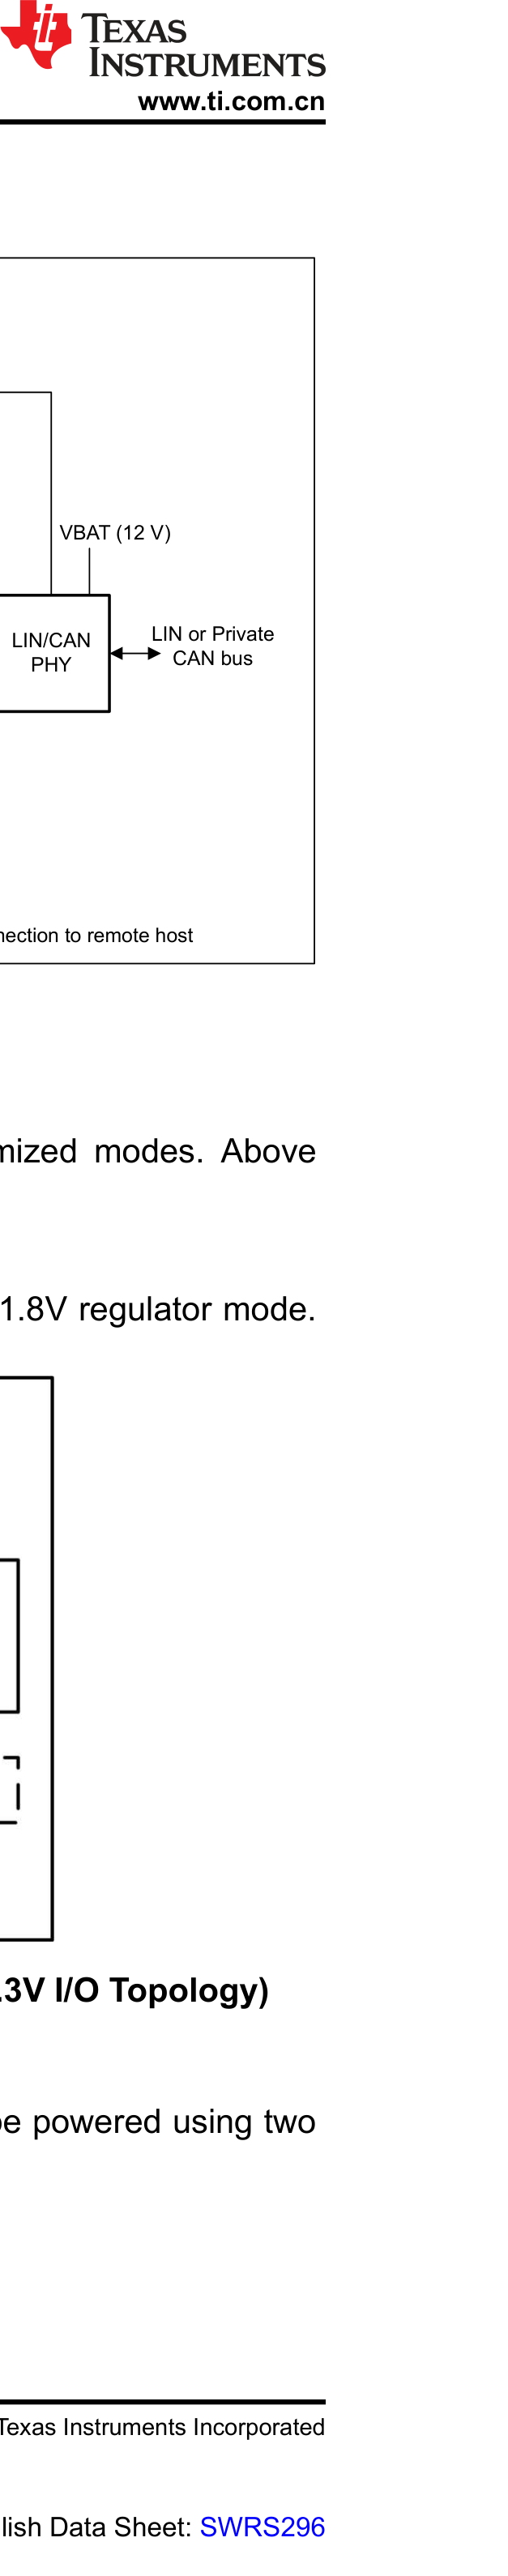 TEXAS
INSTRUMENTS
www.ti.com.cn
VBAT (12 V)
LIN/CAN
PHY
LIN or Private
CAN bus
nection to remote host
mized modes. Above
1.8V regulator mode.
.3V I/O Topology)
be powered using two
Texas Instruments Incorporated
lish Data Sheet: SWRS296